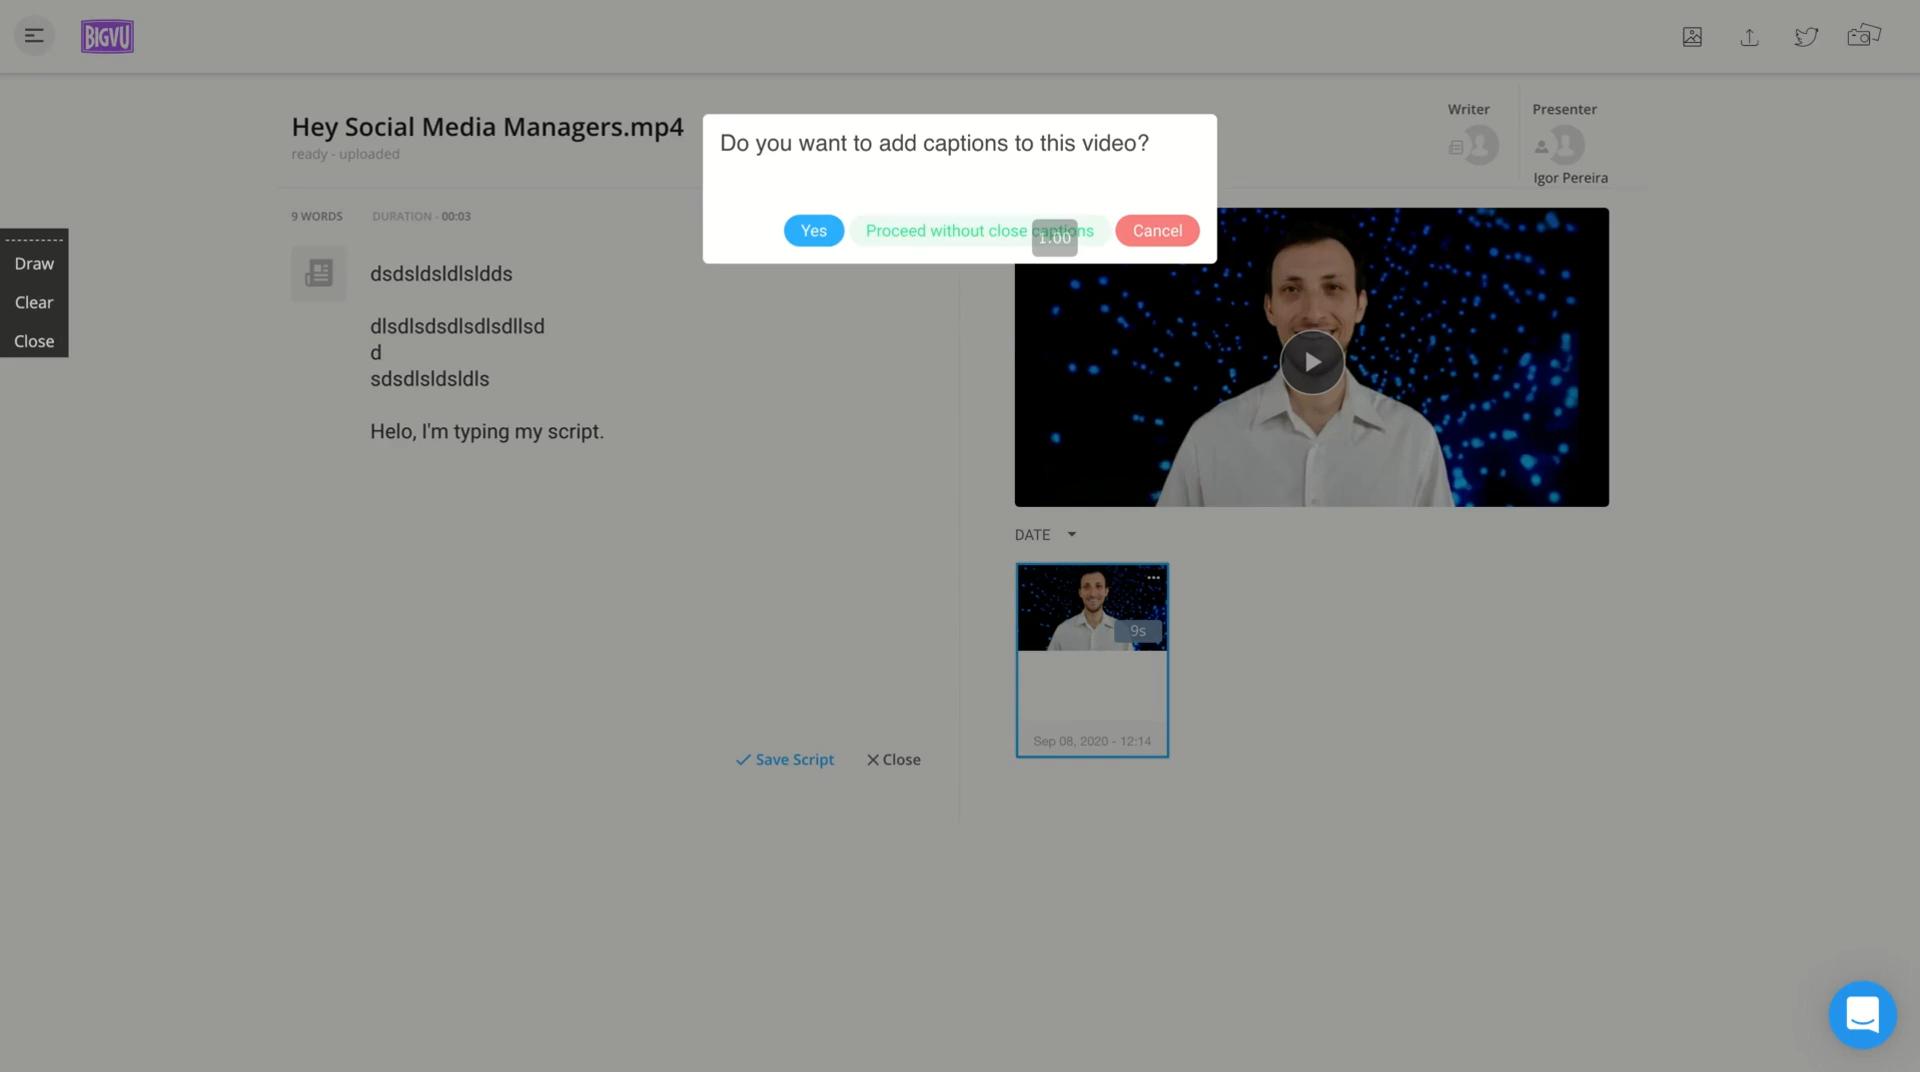 BIGVU
Hey Social Media Managers.mp4
ready - uploaded
Do you want to add captions to this video?
Yes
Proceed without close captions
1.00
Cancel
Writer
Presenter
Igor Pereira
9 WORDS
DURATION - 00:03
Draw
Clear
Close
dsdsldsldlsldds
dlsdlsdsdlsdlsdllsd
d
sdsdlsldsldls
Helo, I'm typing my script.
DATE
9s
Sep 08, 2020 - 12:14
Save Script
Close